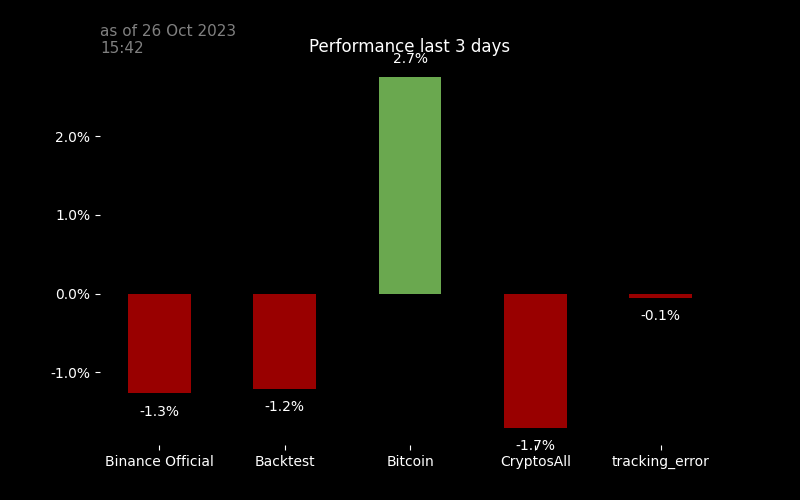 as of 26 Oct 2023
15:42
Performance last 3 days
2.7%
2.0%
1.0%
0.0%
-1.0%
-1.3%
-1.2%
-1.7%
-0.1%
Binance Official
Backtest
Bitcoin
CryptosAll
tracking_error